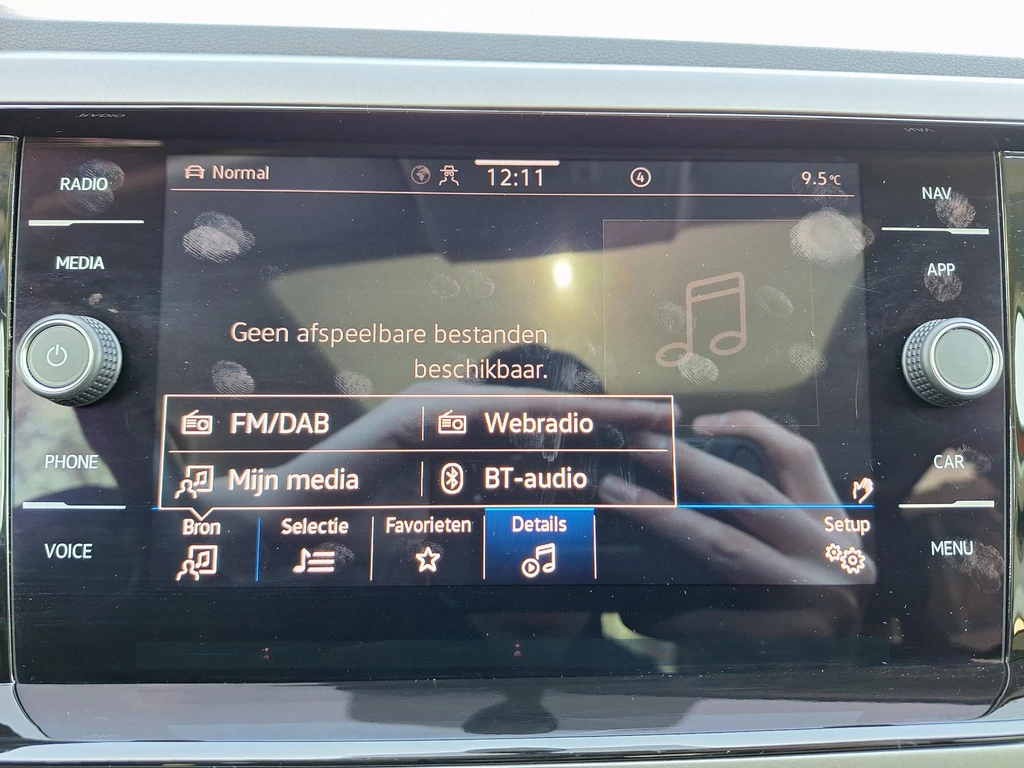 RADIO
MEDIA
PHONE
VOICE
Normal
12:11
4
9.5°C
Geen afspeelbare bestanden
beschikbaar.
FM/DAB Webradio
Mijn media BT-audio
Bron Selectie Favorieten Details Setup
NAV
APP
CAR
MENU